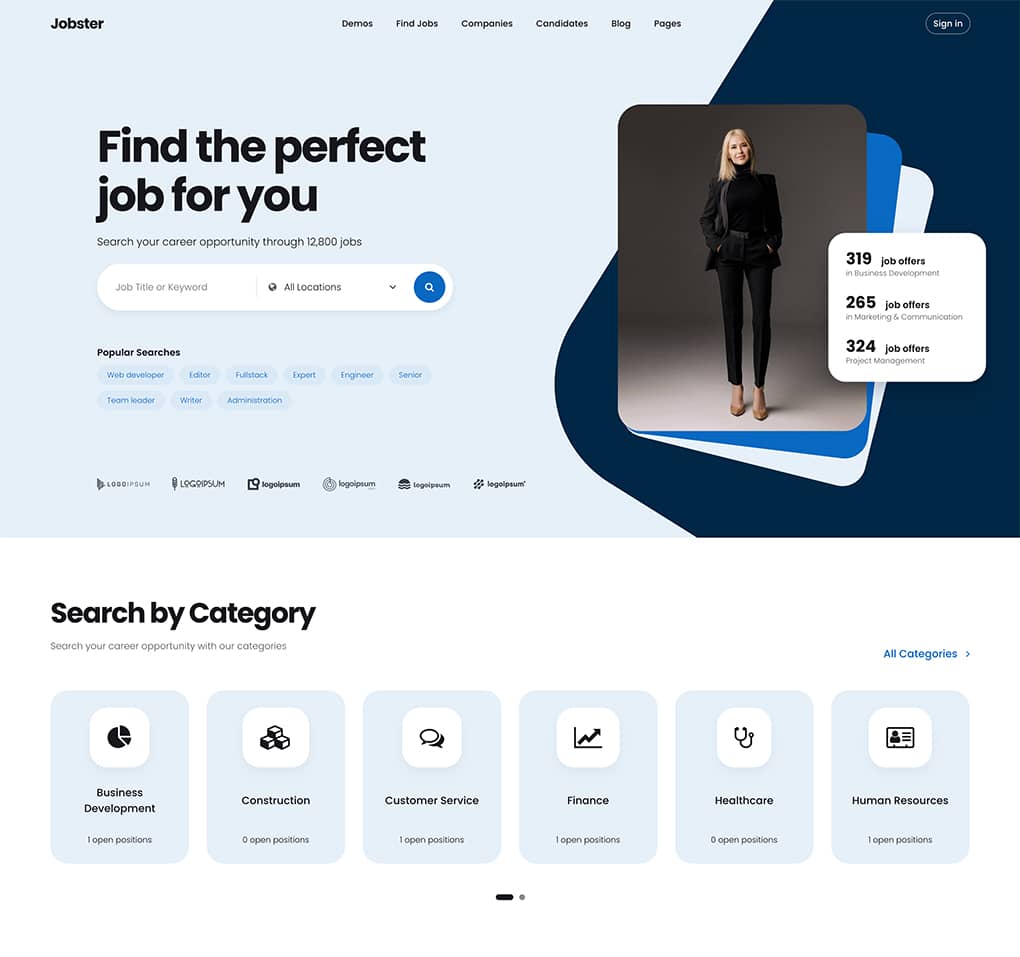 Jobster
Demos Find Jobs Companies Candidates Blog Pages
Sign in
Find the perfect
job for you
Search your career opportunity through 12,800 jobs
Job Title or Keyword
All Locations
Popular Searches
Web developer Editor Fullstack Expert Engineer Senior
Team leader Writer Administration
LOGOIPSUM LOGOIPSUM logoipsum logoipsum logoipsum logoipsum
319 job offers
in Business Development
265 job offers
in Marketing & Communication
324 job offers
Project Management
Search by Category
Search your career opportunity with our categories
All Categories
Business
Development
1 open positions
Construction
0 open positions
Customer Service
1 open positions
Finance
1 open positions
Healthcare
0 open positions
Human Resources
1 open positions